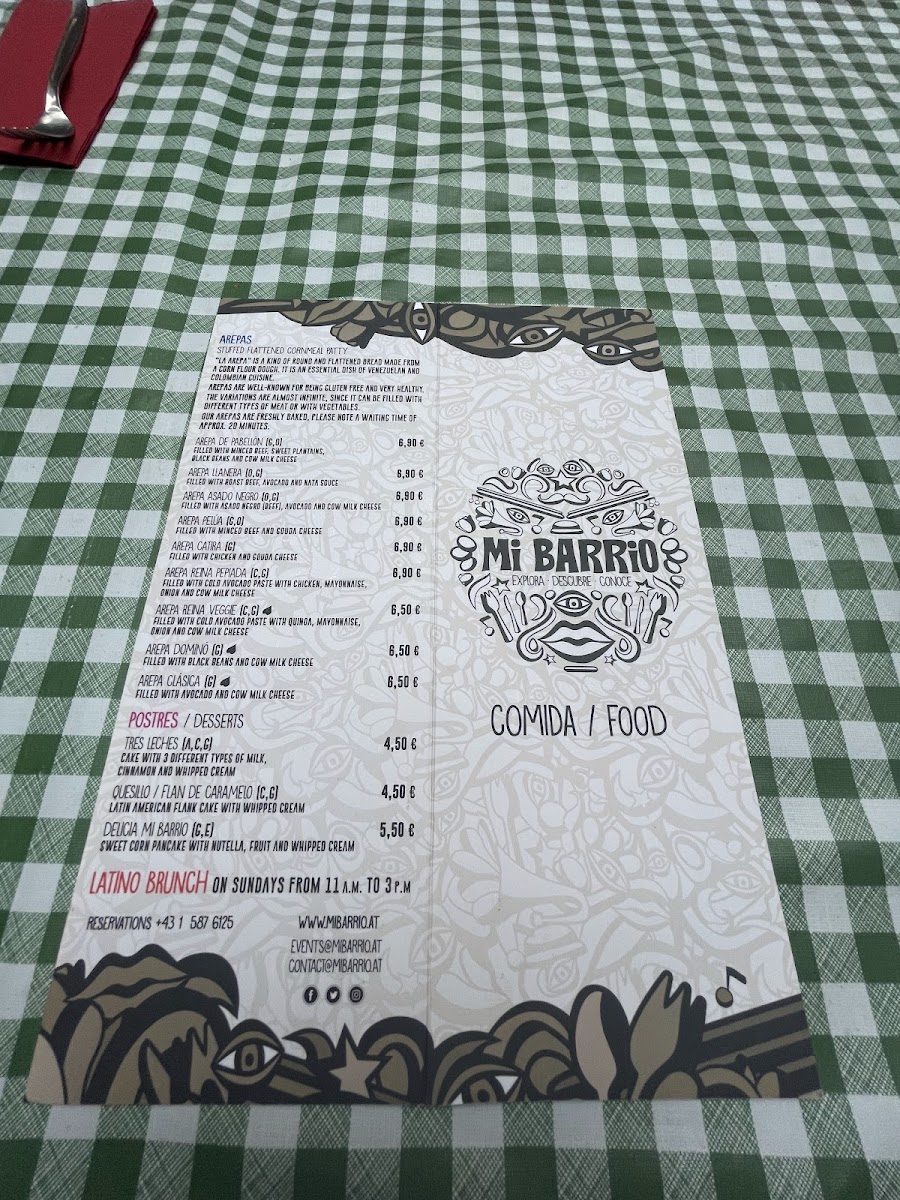 AREPAS
STUFFED FLATTENED CORNMEAL PATTY
"LA AREPA" IS A KIND OF ROUND AND FLATTENED BREAD MADE FROM
A CORN FLOUR DOUGH. IT IS AN ESSENTIAL DISH OF VENEZUELAN AND
COLOMBIAN CUISINE.
AREPAS ARE WELL-KNOWN FOR BEING GLUTEN FREE AND VERY HEALTHY.
THE VARIATIONS ARE ALMOST INFINITE, SINCE IT CAN BE FILLED WITH
DIFFERENT TYPES OF MEAT OR WITH VEGETABLES.
OUR AREPAS ARE FRESHLY BAKED, PLEASE NOTE A WAITING TIME OF
APPROX. 20 MINUTES.
AREPA DE PABELLÓN (G,O) 6,90 €
FILLED WITH MINCED BEEF, SWEET PLANTAINS,
BLACK BEANS AND COW MILK CHEESE
AREPA LLANERA (O,G) 6,90 €
FILLED WITH ROAST BEEF, AVOCADO AND NATA SOUCE
AREPA ASADO NEGRO (O,G) 6,90 €
FILLED WITH ASADO NEGRO (BEEF), AVOCADO AND COW MILK CHEESE
AREPA PELÚA (G,O) 6,90 €
FILLED WITH MINCED BEEF AND GOUDA CHEESE
AREPA CATIRA (G) 6,90 €
FILLED WITH CHICKEN AND GOUDA CHEESE
AREPA REINA PEPIADA (C,G) 6,90 €
FILLED WITH COLD AVOCADO PASTE WITH CHICKEN, MAYONNAISE,
ONION AND COW MILK CHEESE
AREPA REINA VEGGIE (C,G) 6,50 €
FILLED WITH COLD AVOCADO PASTE WITH QUINOA, MAYONNAISE,
ONION AND COW MILK CHEESE
AREPA DOMINÓ (G) 6,50 €
FILLED WITH BLACK BEANS AND COW MILK CHEESE
AREPA CLÁSICA (G) 6,50 €
FILLED WITH AVOCADO AND COW MILK CHEESE
POSTRES / DESSERTS
TRES LECHES (A,C,G) 4,50 €
CAKE WITH 3 DIFFERENT TYPES OF MILK,
CINNAMON AND WHIPPED CREAM
QUESILLO / FLAN DE CARAMELO (C,G) 4,50 €
LATIN AMERICAN FLANK CAKE WITH WHIPPED CREAM
DELICIA MI BARRIO (G,E) 5,50 €
SWEET CORN PANCAKE WITH NUTELLA, FRUIT AND WHIPPED CREAM
LATINO BRUNCH ON SUNDAYS FROM 11 A.M. TO 3 P.M
RESERVATIONS +43 1 587 6125
WWW.MIBARRIO.AT
EVENTS@MIBARRIO.AT
CONTACT@MIBARRIO.AT
Mi BARRiO
EXPLORA · DESCUBRE · CONOCE
COMIDA / FOOD